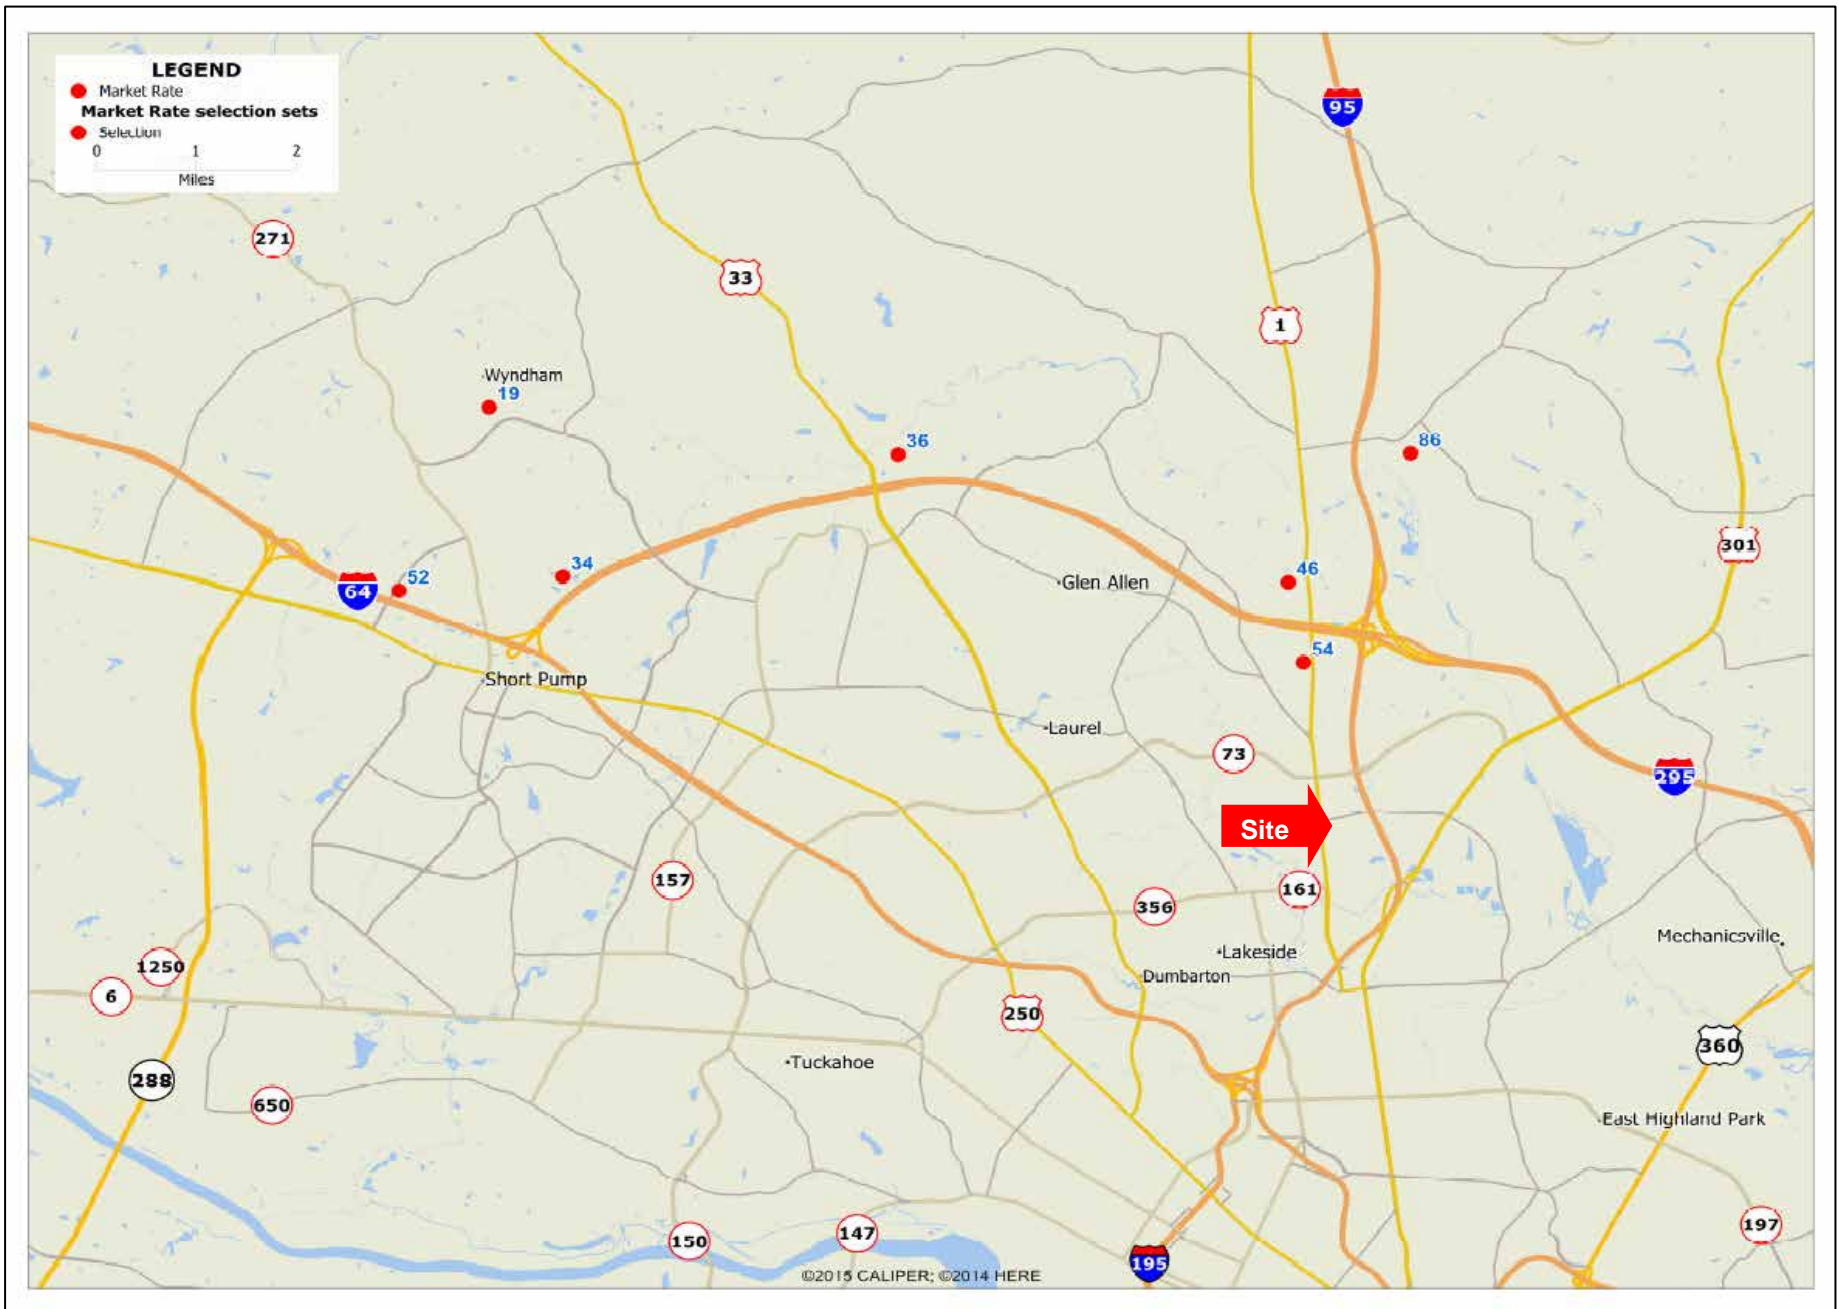 LEGEND
Market Rate
Market Rate selection sets
Selection
0 1 2
Miles
95
271
33
1
Wyndham
19
36
86
301
52
34
64
Glen Allen
46
54
Short Pump
Laurel
73
295
Site
157
161
356
Mechanicsville
Lakeside
1250
Dumbarton
6
250
360
Tuckahoe
288
650
East Highland Park
197
150
147
195
©2015 CALIPER; ©2014 HERE